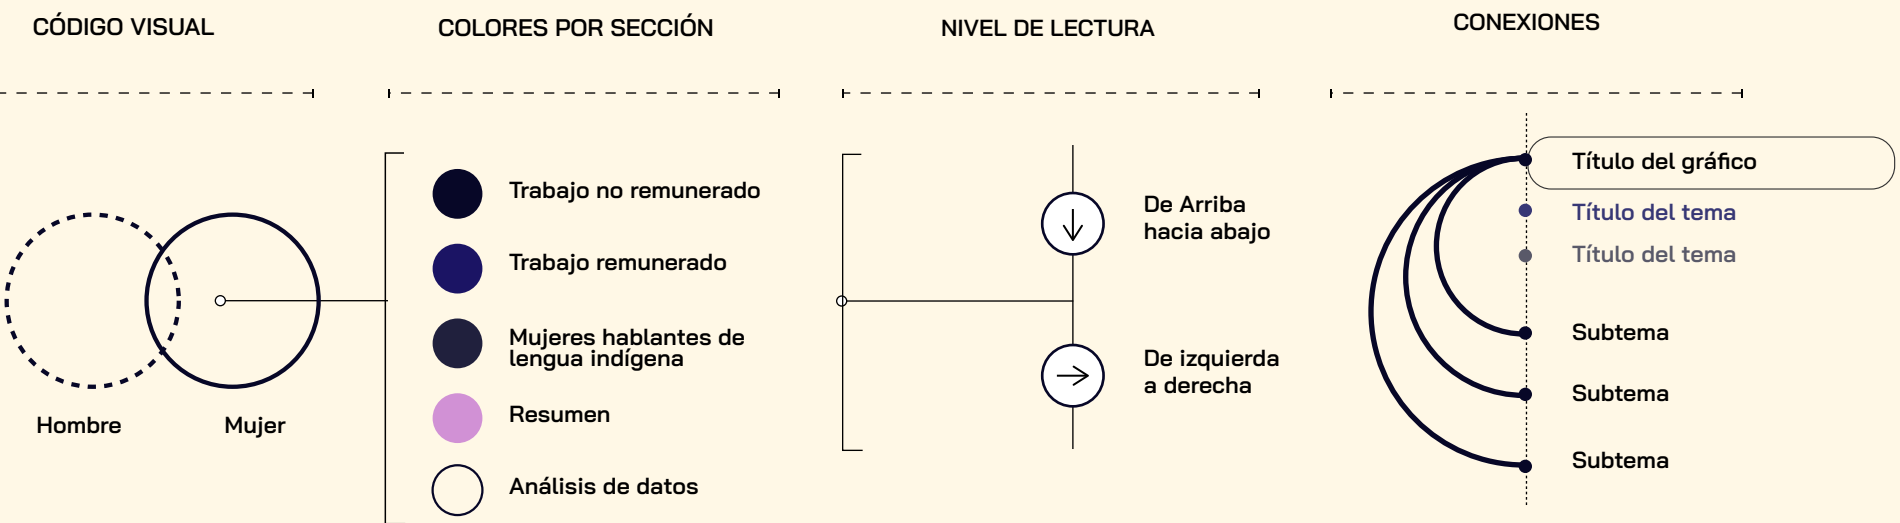 CÓDIGO VISUAL
Hombre
Mujer
COLORES POR SECCIÓN
Trabajo no remunerado
Trabajo remunerado
Mujeres hablantes de
lengua indígena
Resumen
Análisis de datos
NIVEL DE LECTURA
De Arriba
hacia abajo
De izquierda
a derecha
CONEXIONES
Título del gráfico
Título del tema
Título del tema
Subtema
Subtema
Subtema